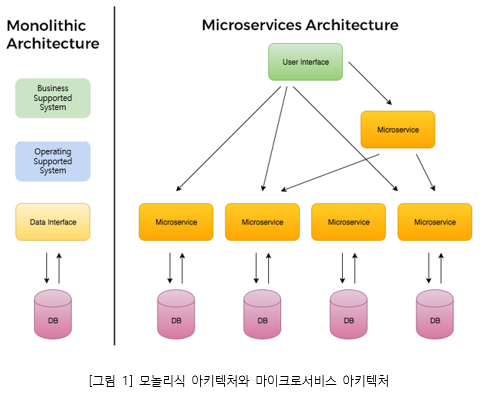 Monolithic
Architecture
Business
Supported
System
Operating
Supported
System
Data Interface
DB
Microservices Architecture
User Interface
Microservice
Microservice
Microservice
Microservice
Microservice
DB
DB
DB
DB
[그림 1] 모놀리식 아키텍처와 마이크로서비스 아키텍처